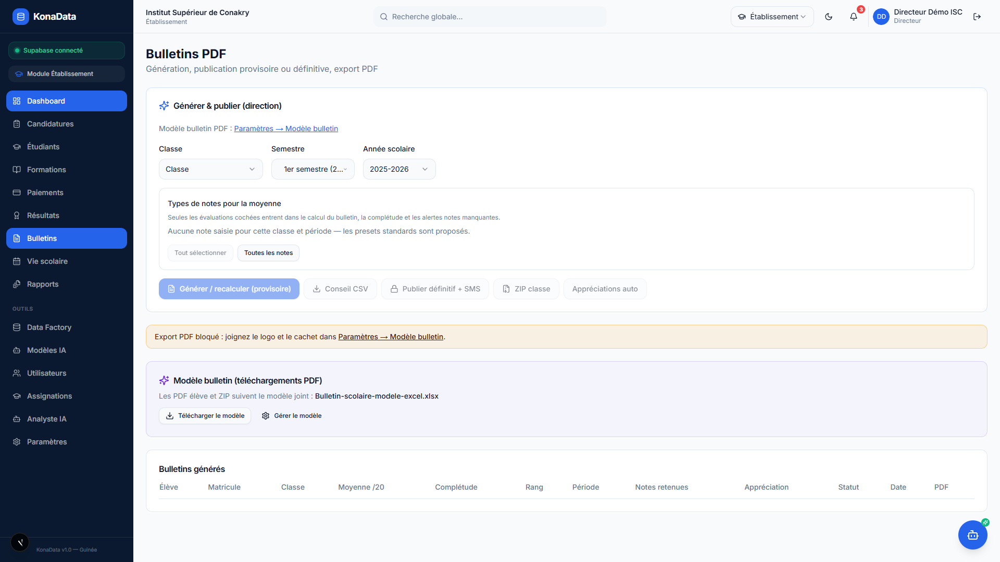 KonaData
Supabase connecté
Module Établissement
Dashboard
Candidatures
Étudiants
Formations
Paiements
Résultats
Bulletins
Vie scolaire
Rapports
OUTILS
Data Factory
Modèles IA
Utilisateurs
Assignations
Analyste IA
Paramètres
KonaData v1.0 — Guinée
Institut Supérieur de Conakry
Établissement
Recherche globale...
Établissement
3
DD
Directeur Démo ISC
Directeur
Bulletins PDF
Génération, publication provisoire ou définitive, export PDF
Générer & publier (direction)
Modèle bulletin PDF : Paramètres → Modèle bulletin
Classe
Semestre
Année scolaire
Classe
1er semestre (2...
2025-2026
Types de notes pour la moyenne
Seules les évaluations cochées entrent dans le calcul du bulletin, la complétude et les alertes notes manquantes.
Aucune note saisie pour cette classe et période — les presets standards sont proposés.
Tout sélectionner
Toutes les notes
Générer / recalculer (provisoire)
Conseil CSV
Publier définitif + SMS
ZIP classe
Appréciations auto
Export PDF bloqué : joignez le logo et le cachet dans Paramètres → Modèle bulletin.
Modèle bulletin (téléchargements PDF)
Les PDF élève et ZIP suivent le modèle joint : Bulletin-scolaire-modele-excel.xlsx
Télécharger le modèle
Gérer le modèle
Bulletins générés
Élève
Matricule
Classe
Moyenne /20
Complétude
Rang
Période
Notes retenues
Appréciation
Statut
Date
PDF